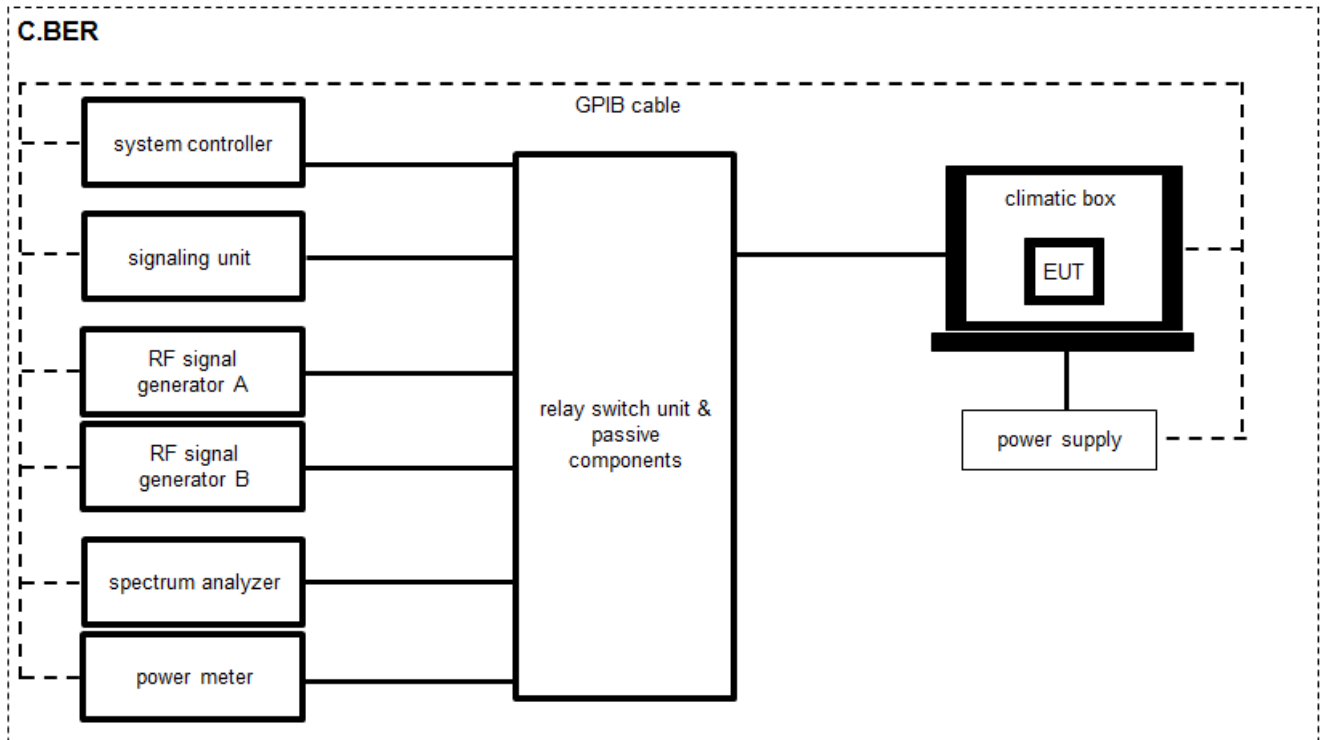 C.BER
GPIB cable
system controller
signaling unit
RF signal
generator A
RF signal
generator B
spectrum analyzer
power meter
relay switch unit &
passive
components
climatic box
EUT
power supply